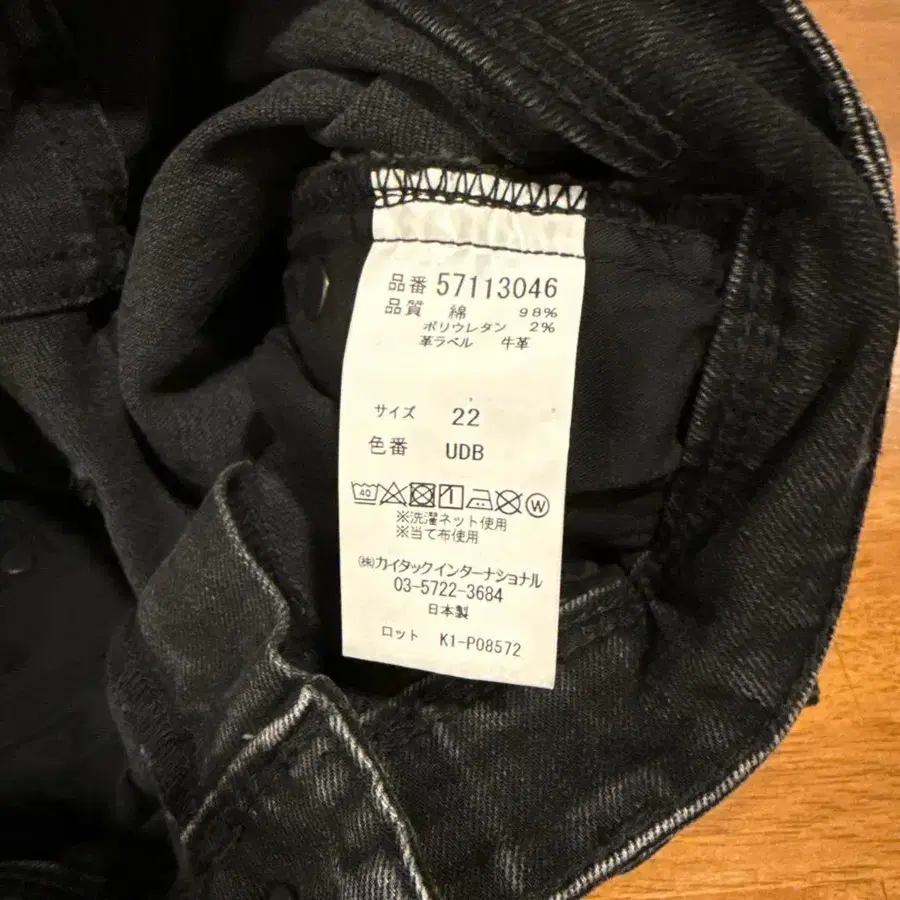 品番 57113046
品質 綿 98%
ポリウレタン 2%
革ラベル 牛革
サイズ 22
色番 UDB
40 W
※洗濯ネット使用
※当て布使用
㈱カイタックインターナショナル
03-5722-3684
日本製
ロット K1-P08572